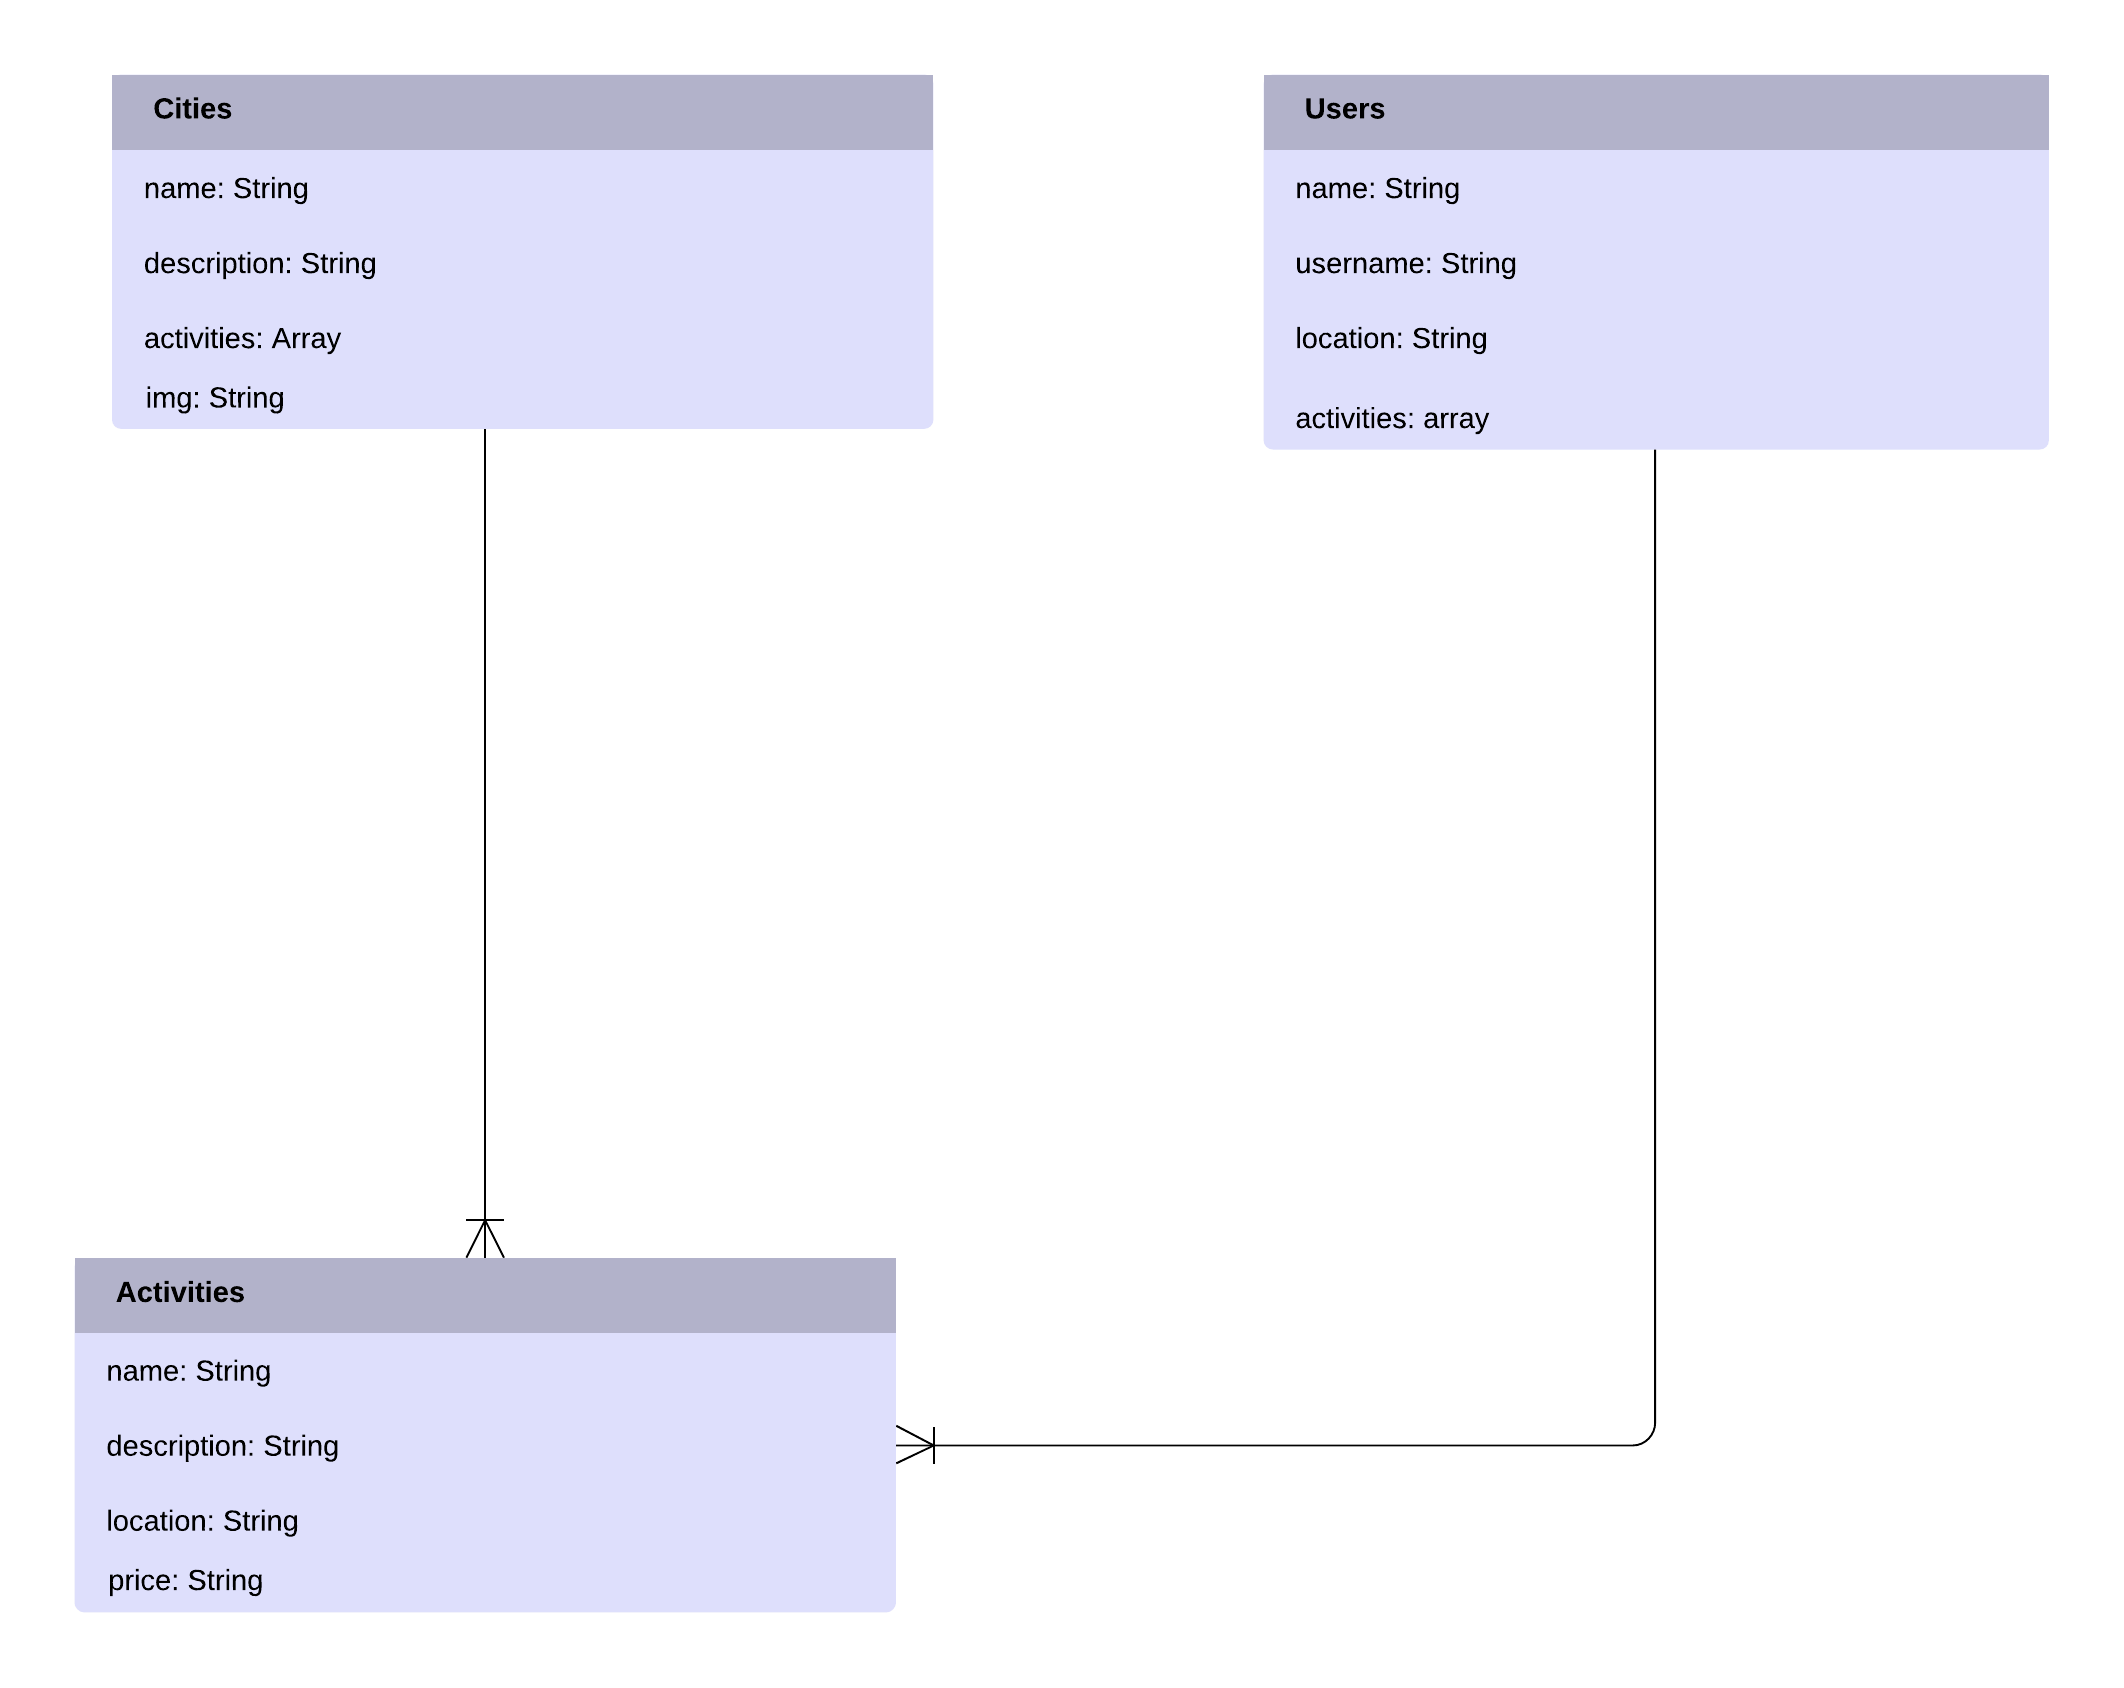 Cities
name: String
description: String
activities: Array
img: String
Users
name: String
username: String
location: String
activities: array
Activities
name: String
description: String
location: String
price: String